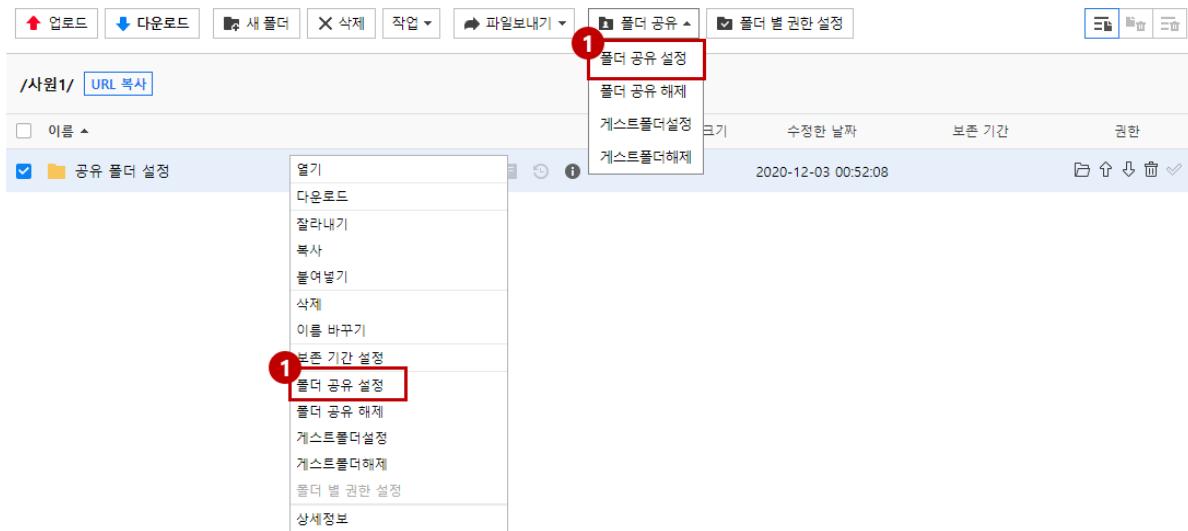 업로드 다운로드 새 폴더 삭제 작업 파일보내기 폴더 공유 폴더 별 권한 설정
1
폴더 공유 설정
폴더 공유 해제
게스트폴더설정
게스트폴더해제
/사원1/ URL 복사
이름 크기 수정한 날짜 보존 기간 권한
공유 폴더 설정 2020-12-03 00:52:08
열기
다운로드
잘라내기
복사
붙여넣기
삭제
이름 바꾸기
보존 기간 설정
1
폴더 공유 설정
폴더 공유 해제
게스트폴더설정
게스트폴더해제
폴더 별 권한 설정
상세정보